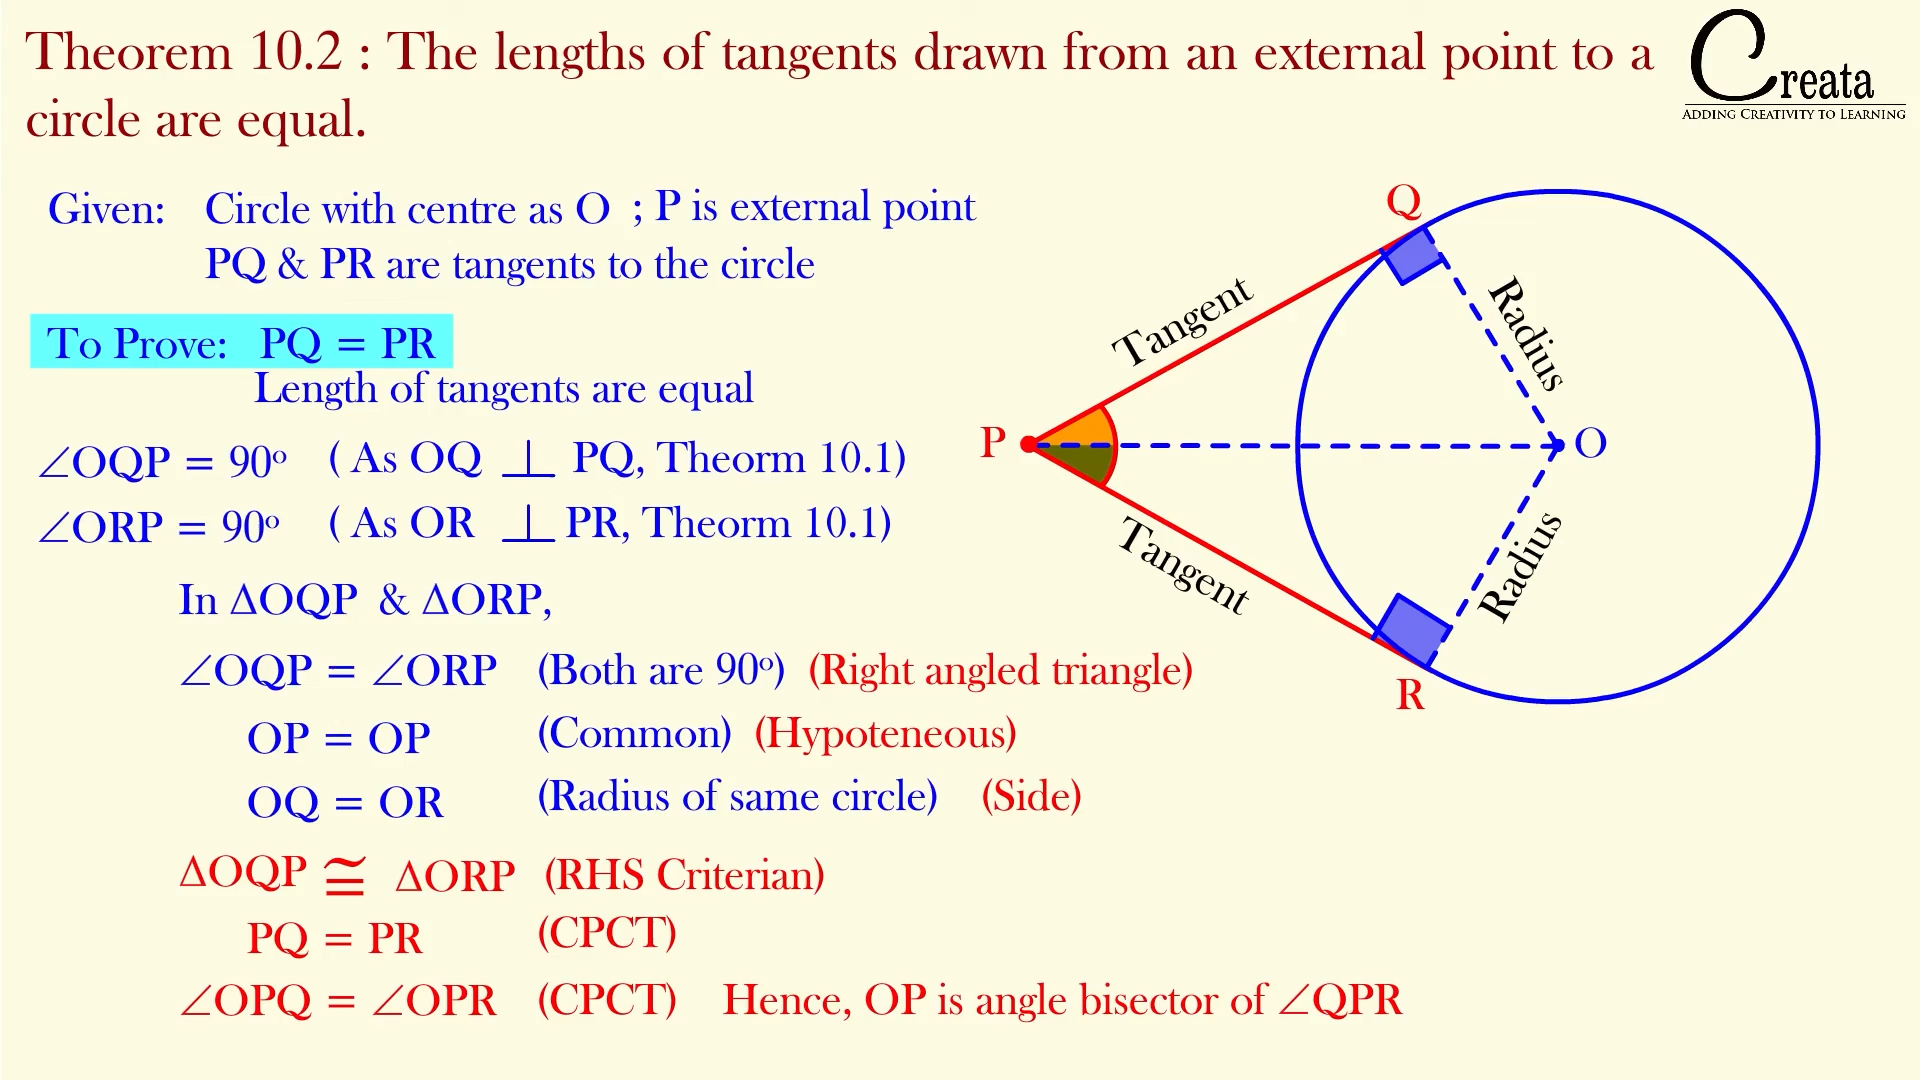 Theorem 10.2 : The lengths of tangents drawn from an external point to a
circle are equal.
Creata
ADDING CREATIVITY TO LEARNING
Given: Circle with centre as O ; P is external point
PQ & PR are tangents to the circle
To Prove: PQ = PR
Length of tangents are equal
∠OQP = 90° ( As OQ ⊥ PQ, Theorm 10.1)
∠ORP = 90° ( As OR ⊥ PR, Theorm 10.1)
In ΔOQP & ΔORP,
∠OQP = ∠ORP (Both are 90°) (Right angled triangle)
OP = OP (Common) (Hypoteneous)
OQ = OR (Radius of same circle) (Side)
ΔOQP ≅ ΔORP (RHS Criterian)
PQ = PR (CPCT)
∠OPQ = ∠OPR (CPCT) Hence, OP is angle bisector of ∠QPR
Q
Tangent
Radius
P
O
Tangent
Radius
R